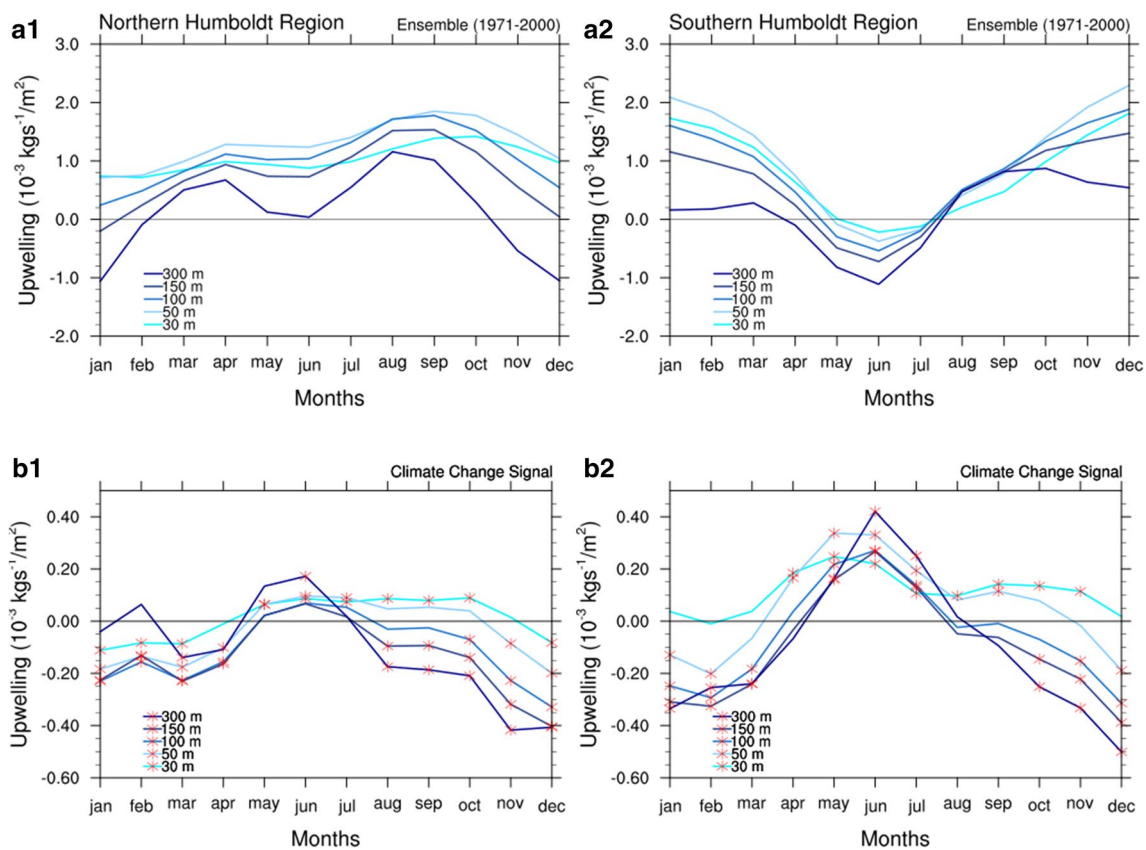 a1
Northern Humboldt Region
Ensemble (1971-2000)
3.0
2.0
1.0
0.0
-1.0
-2.0
Upwelling (10⁻³ kgs⁻¹/m²)
300 m
150 m
100 m
50 m
30 m
jan feb mar apr may jun jul aug sep oct nov dec
Months
a2
Southern Humboldt Region
Ensemble (1971-2000)
3.0
2.0
1.0
0.0
-1.0
-2.0
Upwelling (10⁻³ kgs⁻¹/m²)
300 m
150 m
100 m
50 m
30 m
jan feb mar apr may jun jul aug sep oct nov dec
Months
b1
Climate Change Signal
0.40
0.20
0.00
-0.20
-0.40
-0.60
Upwelling (10⁻³ kgs⁻¹/m²)
300 m
150 m
100 m
50 m
30 m
jan feb mar apr may jun jul aug sep oct nov dec
Months
b2
Climate Change Signal
0.40
0.20
0.00
-0.20
-0.40
-0.60
Upwelling (10⁻³ kgs⁻¹/m²)
300 m
150 m
100 m
50 m
30 m
jan feb mar apr may jun jul aug sep oct nov dec
Months